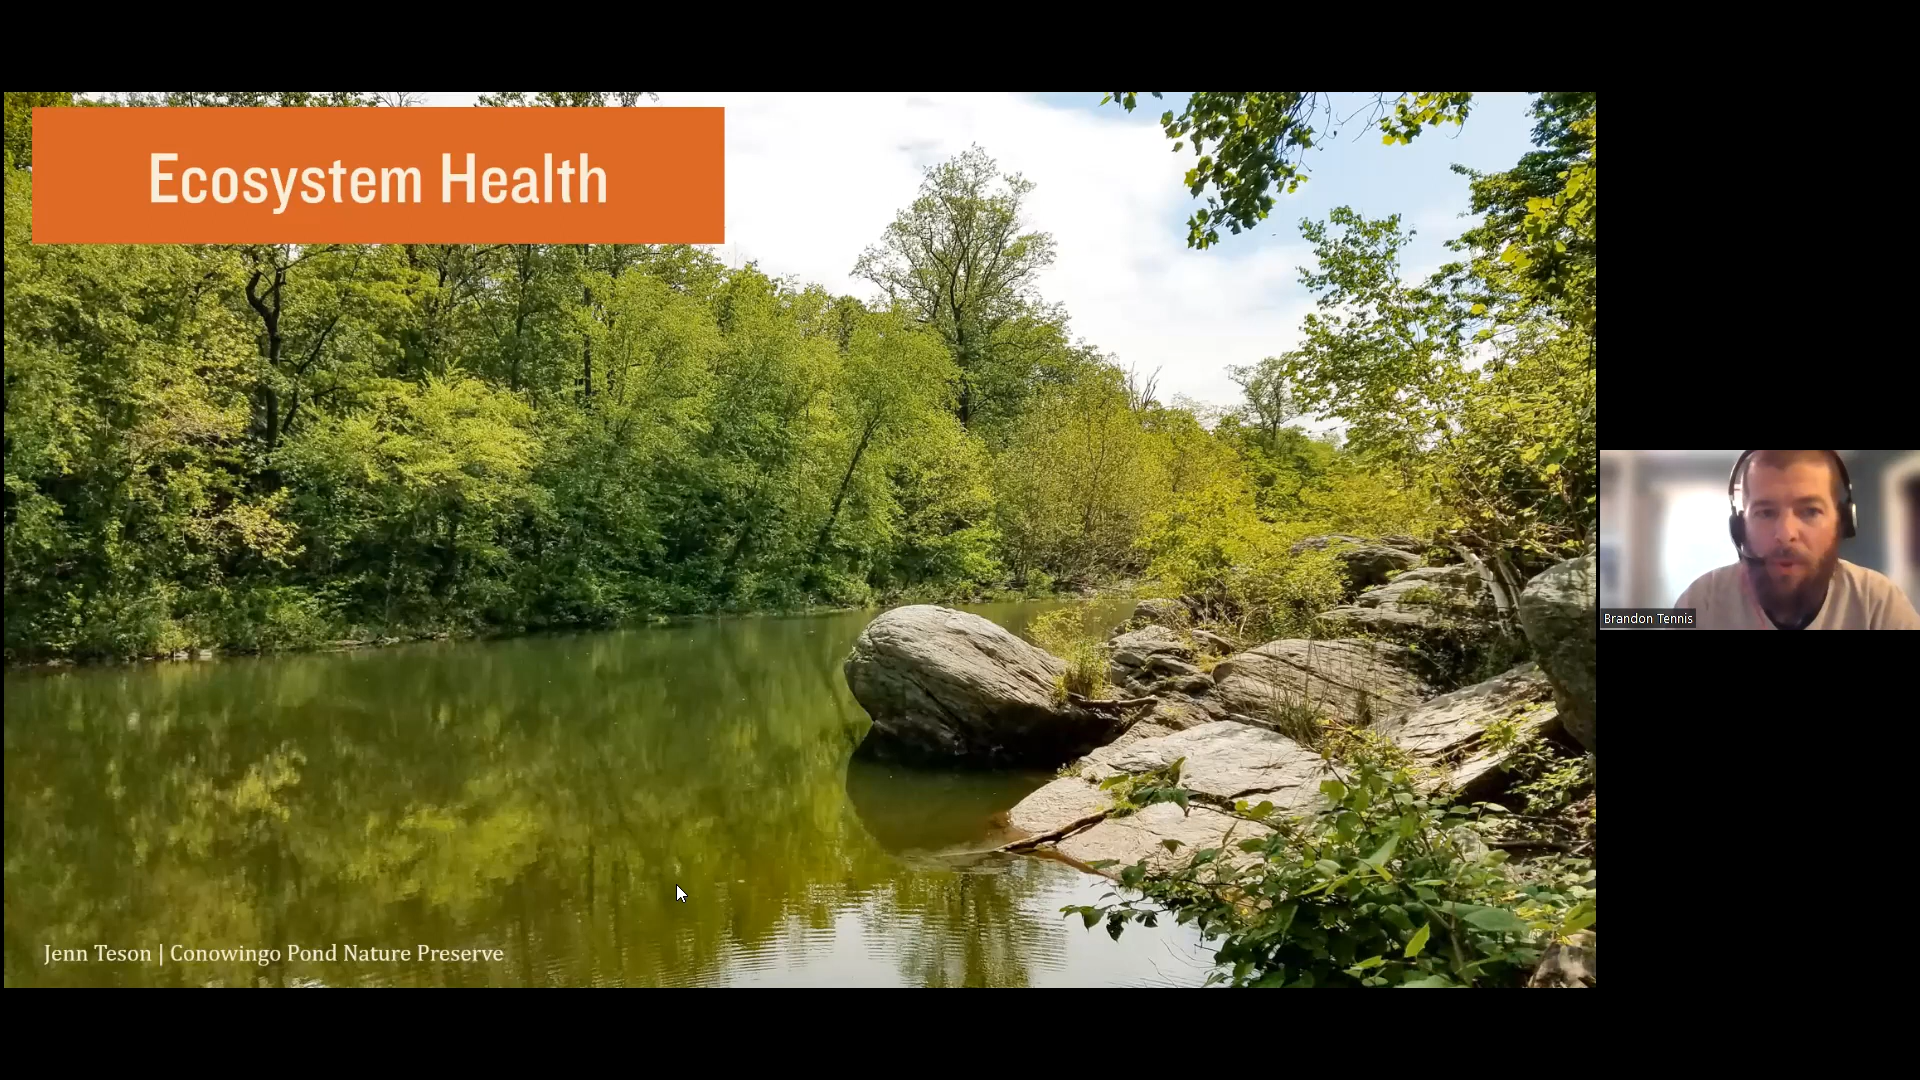 Ecosystem Health
Brandon Tennis
Jenn Teson | Conowingo Pond Nature Preserve